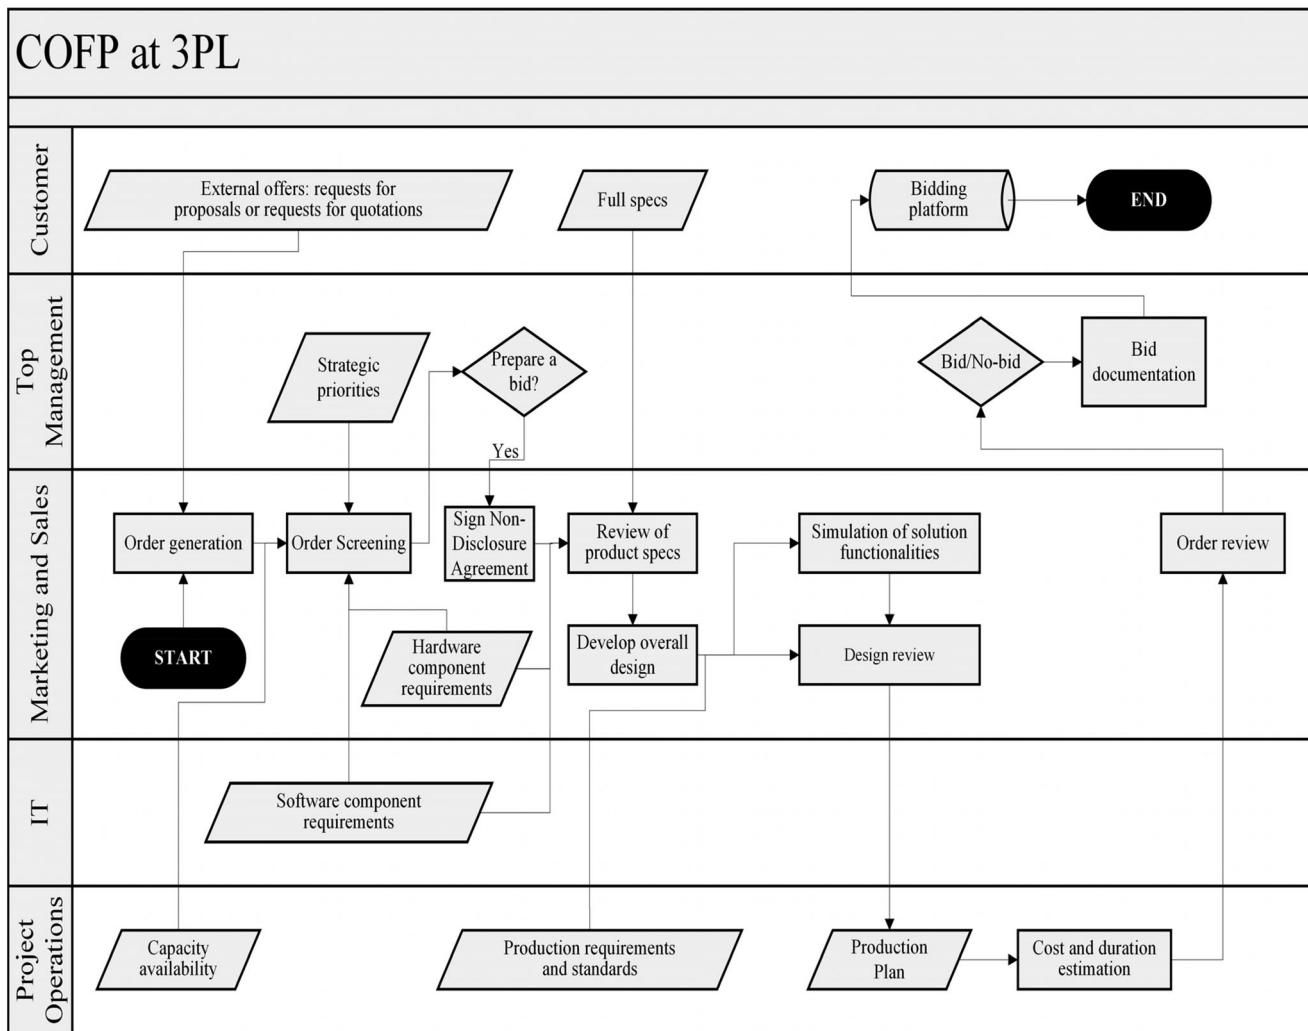 COFP at 3PL
Customer
External offers: requests for
proposals or requests for quotations
Full specs
Bidding
platform
END
Top
Management
Strategic
priorities
Prepare a
bid?
Yes
Bid/No-bid
Bid
documentation
Marketing and Sales
Order generation
Order Screening
Sign Non-
Disclosure
Agreement
Review of
product specs
Simulation of solution
functionalities
Order review
START
Hardware
component
requirements
Develop overall
design
Design review
IT
Software component
requirements
Project
Operations
Capacity
availability
Production requirements
and standards
Production
Plan
Cost and duration
estimation